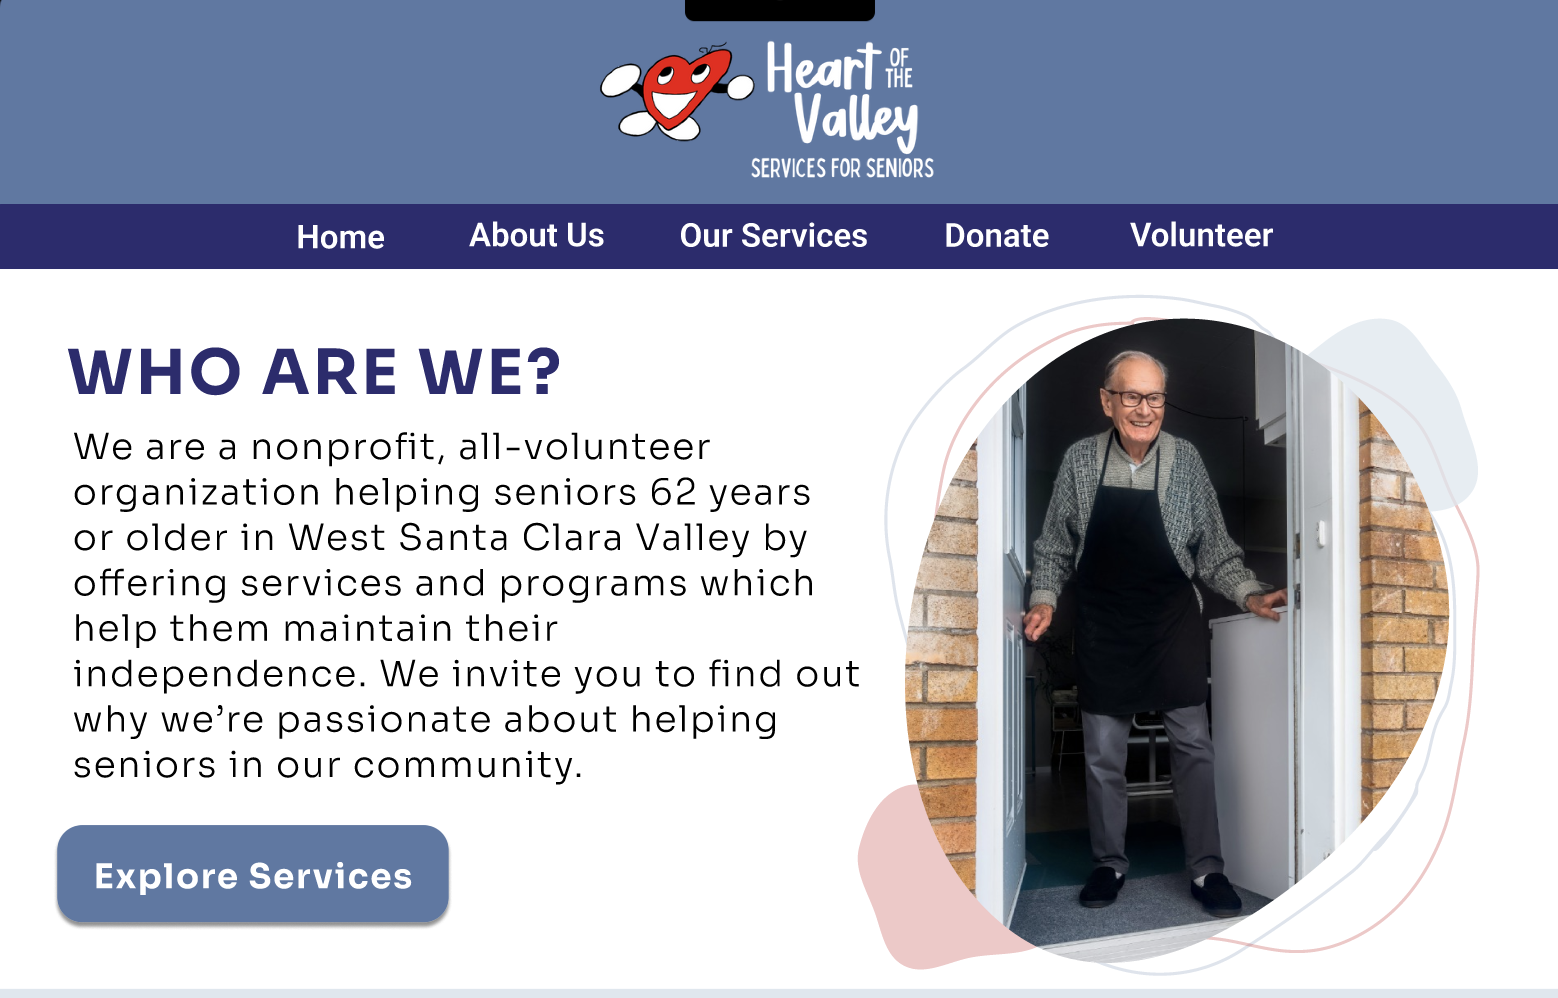 Heart OF THE
Valley
SERVICES FOR SENIORS
Home About Us Our Services Donate Volunteer
WHO ARE WE?
We are a nonprofit, all-volunteer
organization helping seniors 62 years
or older in West Santa Clara Valley by
offering services and programs which
help them maintain their
independence. We invite you to find out
why we’re passionate about helping
seniors in our community.
Explore Services